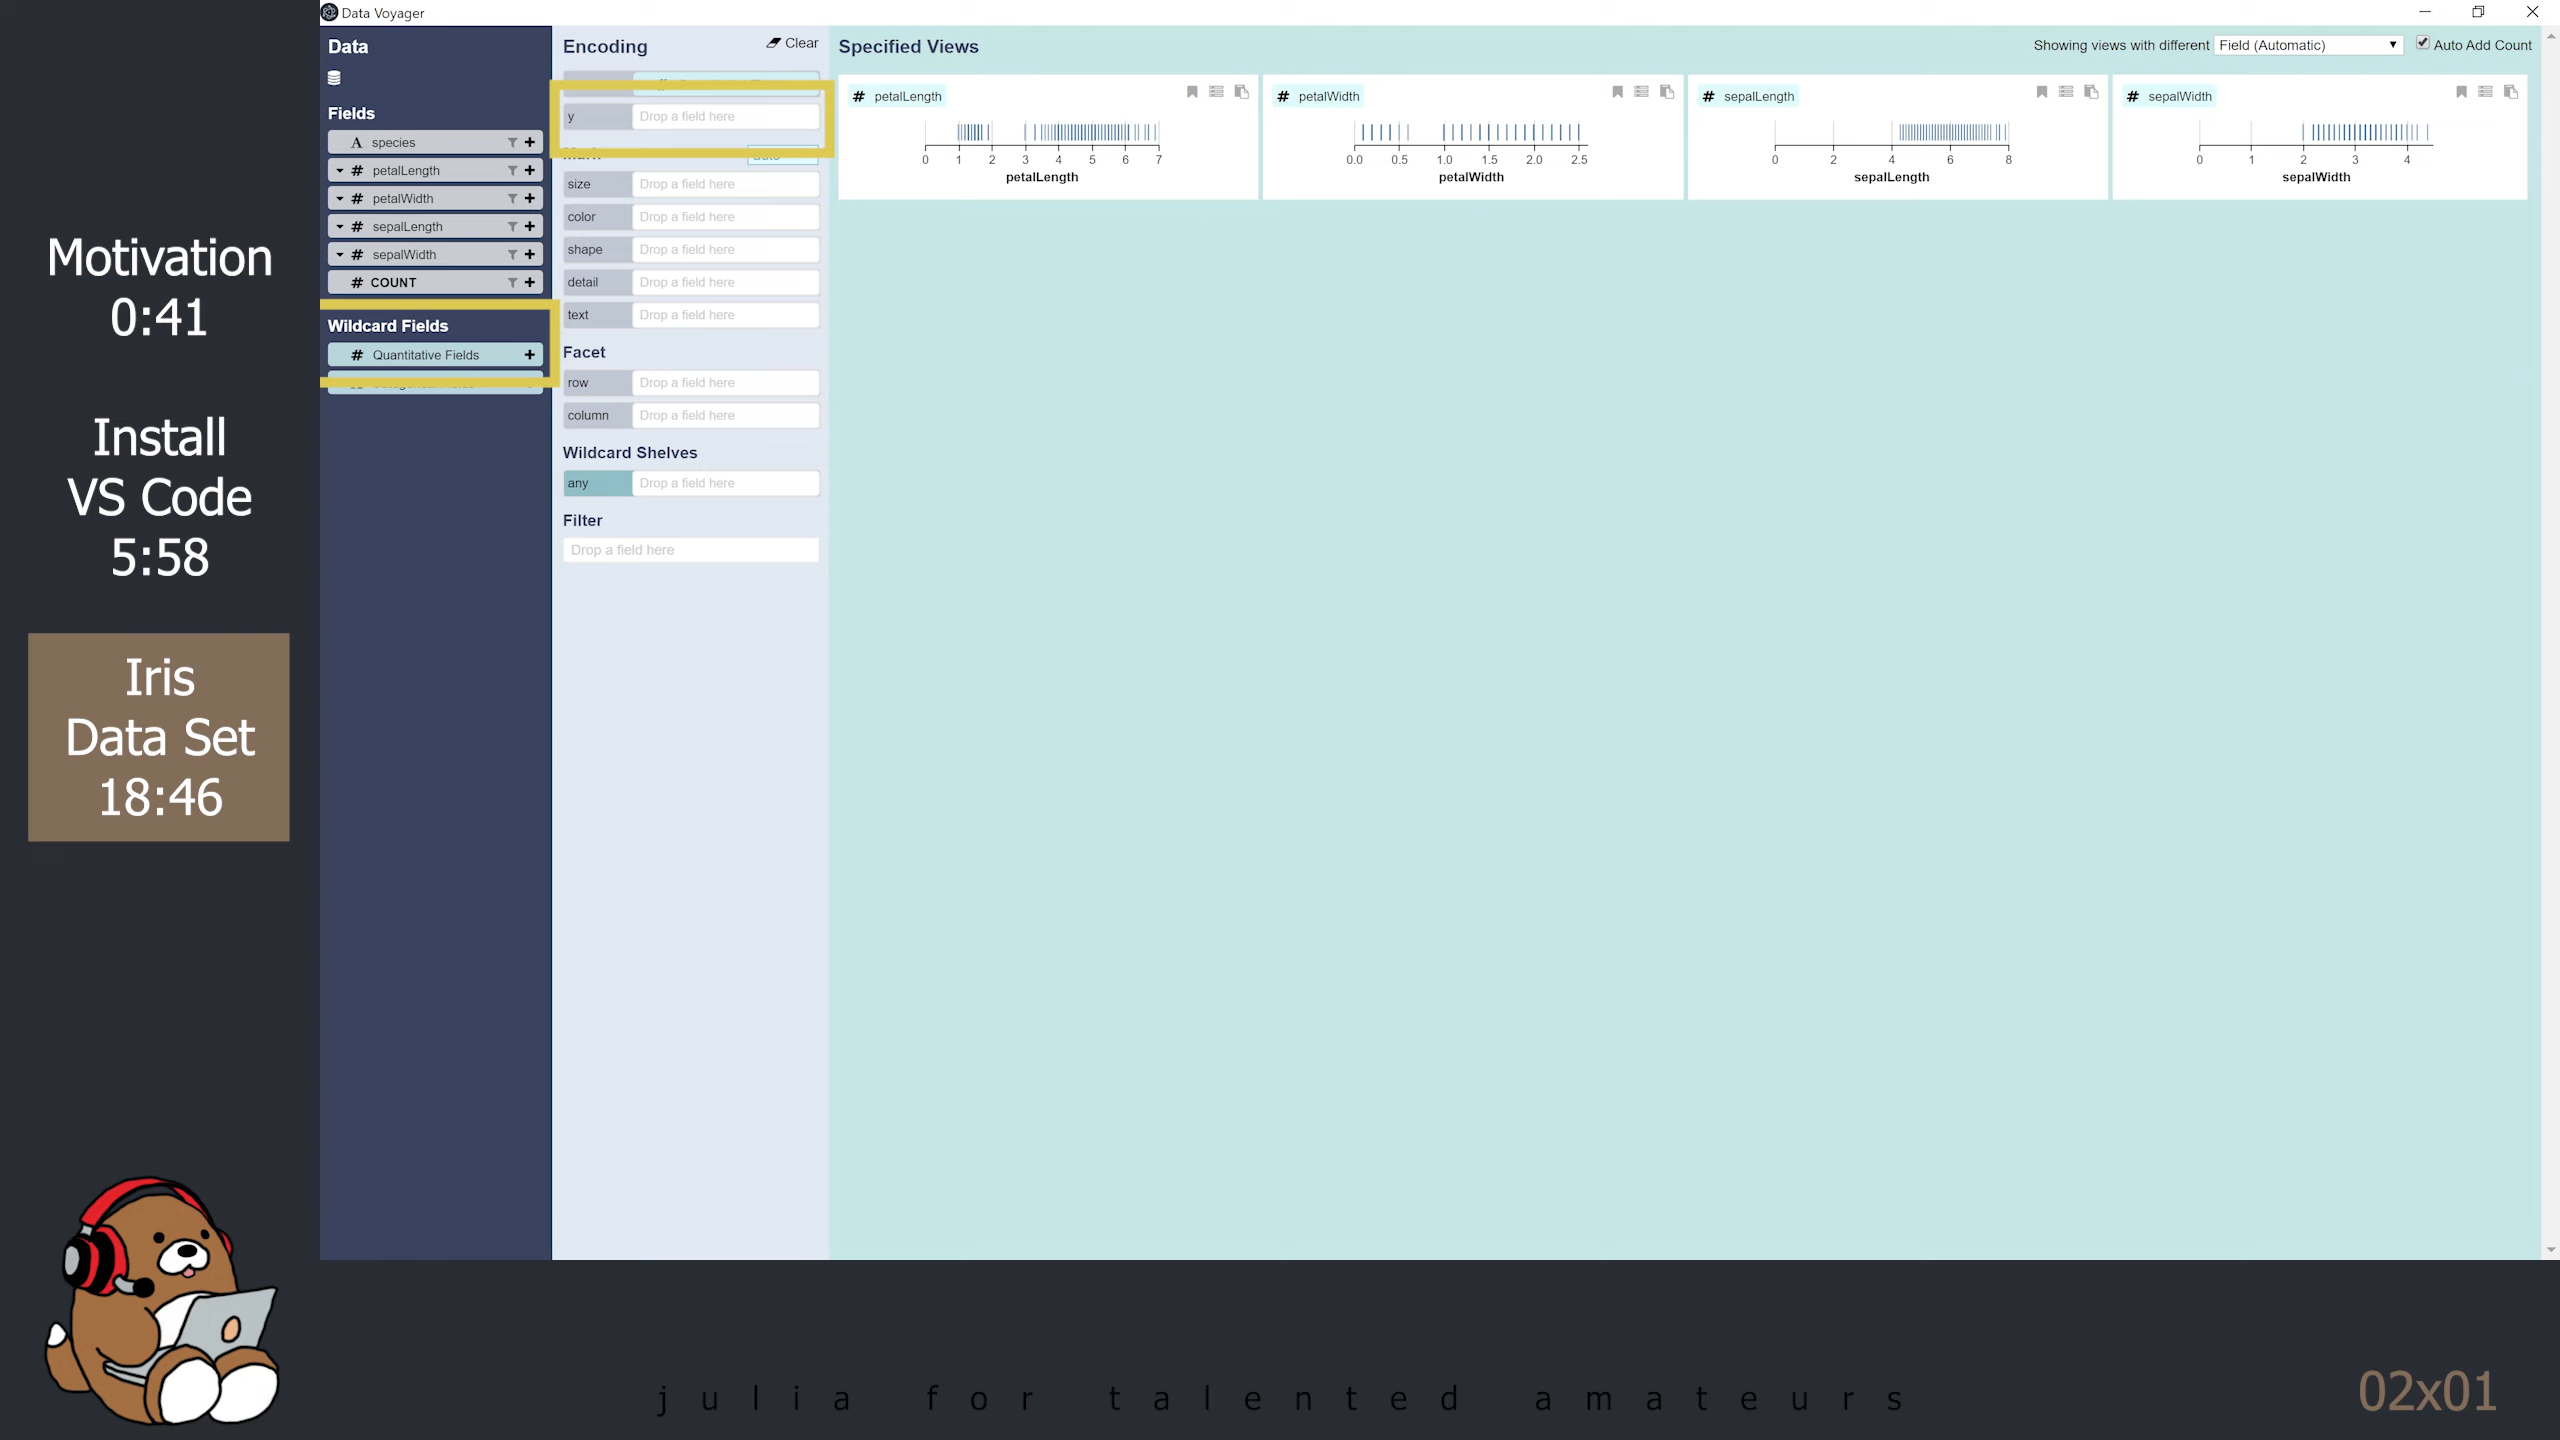 Motivation
0:41
Install
VS Code
5:58
Iris
Data Set
18:46
Data Voyager
Data
Fields
A species
# petalLength
# petalWidth
# sepalLength
# sepalWidth
# COUNT
Wildcard Fields
# Quantitative Fields
Encoding
Clear
y Drop a field here
size Drop a field here
color Drop a field here
shape Drop a field here
detail Drop a field here
text Drop a field here
Facet
row Drop a field here
column Drop a field here
Wildcard Shelves
any Drop a field here
Filter
Drop a field here
Specified Views
Showing views with different Field (Automatic) Auto Add Count
# petalLength
0 1 2 3 4 5 6 7
petalLength
# petalWidth
0.0 0.5 1.0 1.5 2.0 2.5
petalWidth
# sepalLength
0 2 4 6 8
sepalLength
# sepalWidth
0 1 2 3 4
sepalWidth
julia for talented amateurs
02x01